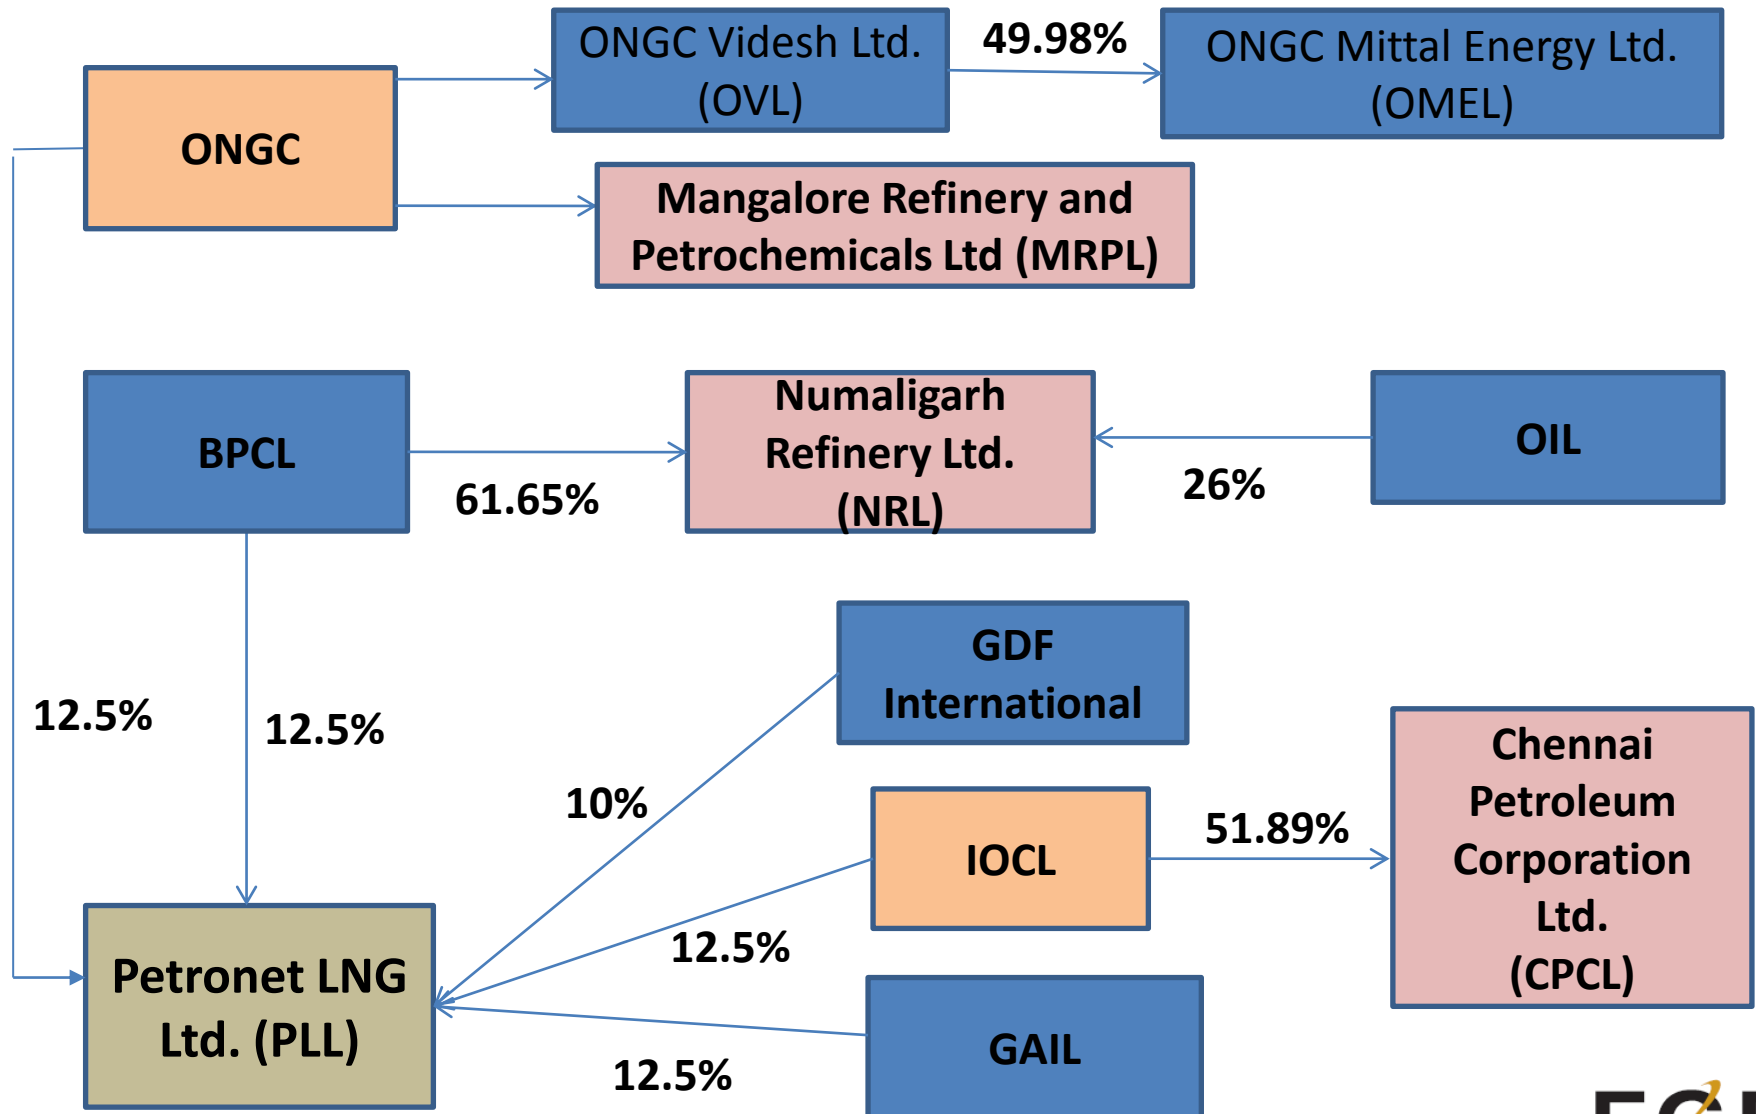 ONGC Videsh Ltd.
(OVL)
49.98%
ONGC Mittal Energy Ltd.
(OMEL)
ONGC
Mangalore Refinery and
Petrochemicals Ltd (MRPL)
BPCL
61.65%
Numaligarh
Refinery Ltd.
(NRL)
26%
OIL
12.5%
12.5%
GDF
International
10%
IOCL
51.89%
Chennai
Petroleum
Corporation
Ltd.
(CPCL)
12.5%
Petronet LNG
Ltd. (PLL)
12.5%
GAIL